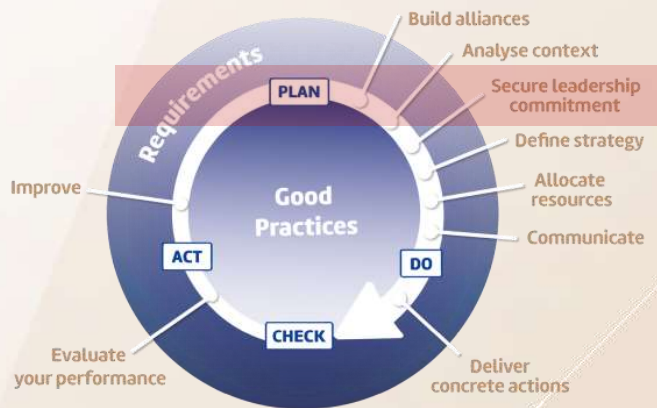 Build alliances
Analyse context
Requirements
PLAN
Secure leadership
commitment
Define strategy
Improve
Good
Practices
Allocate
resources
Communicate
ACT
DO
CHECK
Evaluate
your performance
Deliver
concrete actions